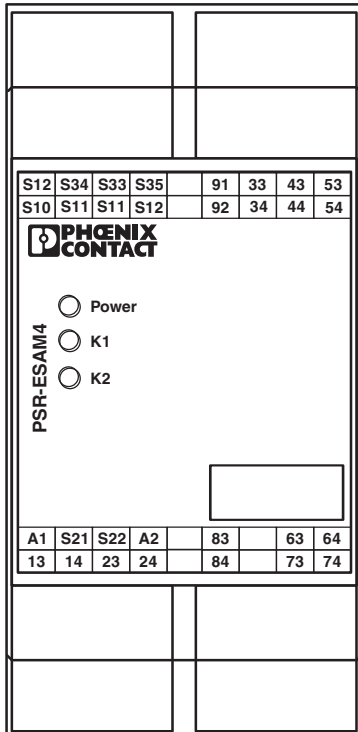 S12 S34 S33 S35 91 33 43 53
S10 S11 S11 S12 92 34 44 54
PHŒNIX
CONTACT
Power
K1
K2
PSR-ESAM4
A1 S21 S22 A2 83 63 64
13 14 23 24 84 73 74